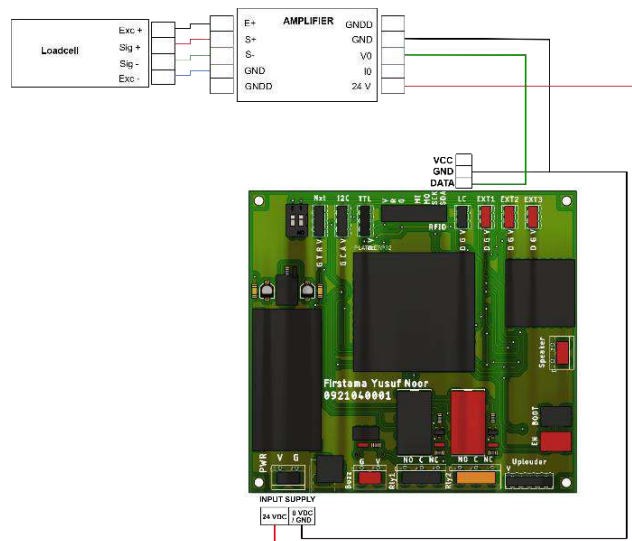 AMPLIFIER
Loadcell
Exc +
Sig +
Sig -
Exc -
E+
S+
S-
GND
GNDD
GNDD
GND
V0
I0
24 V
VCC
GND
DATA
Nxt I2C TTL
RFID
LC EXT1 EXT2 EXT3
G T R V
G C A V
D G V
D G V
D G V
D G V
Speaker
Firstama Yusuf Noor
0921040001
BOOT
EN
PWR
V G
Buzz
G V
Rly1
NO C NC
Rly2
NO C NC
Uploader
V
INPUT SUPPLY
24 VDC
0 VDC
/ GND